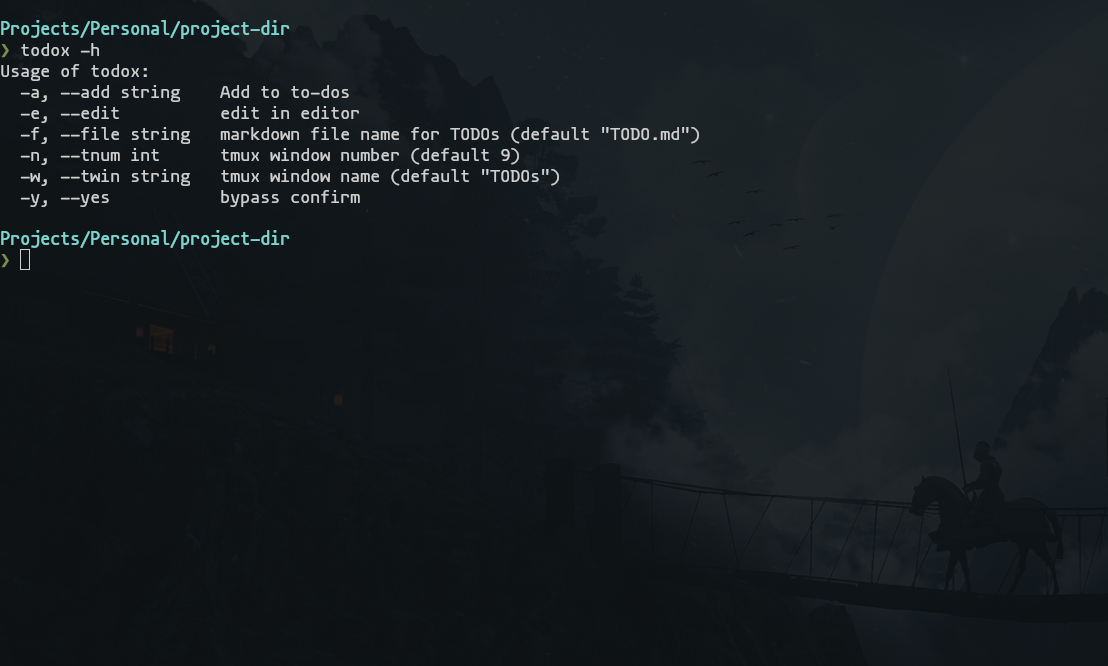 Projects/Personal/project-dir
❯ todox -h
Usage of todox:
  -a, --add string    Add to to-dos
  -e, --edit          edit in editor
  -f, --file string   markdown file name for TODOs (default "TODO.md")
  -n, --tnum int      tmux window number (default 9)
  -w, --twin string   tmux window name (default "TODOs")
  -y, --yes           bypass confirm
Projects/Personal/project-dir
❯